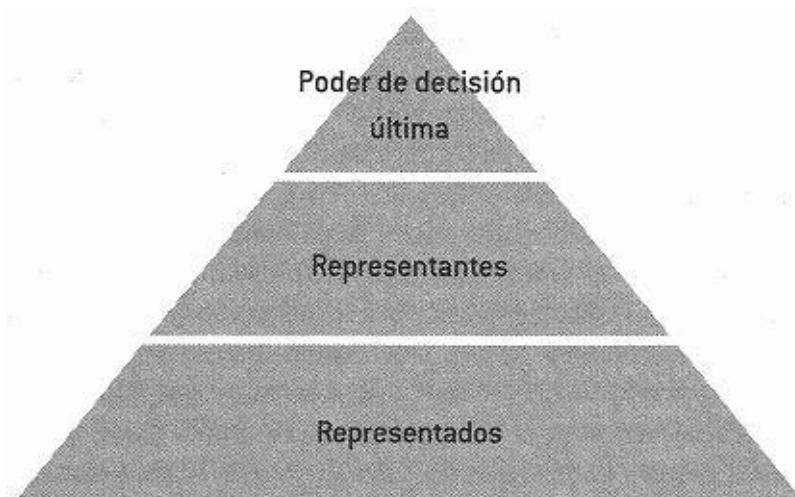 Poder de decisión
última
Representantes
Representados